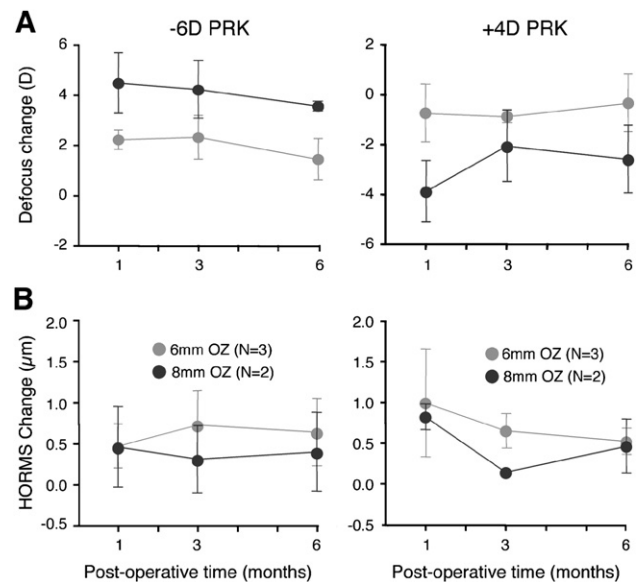 A
-6D PRK
+4D PRK
Defocus change (D)
6
4
2
0
-2
1
3
6
2
0
-2
-4
-6
1
3
6
B
HORMS Change (µm)
2.0
1.5
1.0
0.5
0.0
-0.5
6mm OZ (N=3)
8mm OZ (N=2)
1
3
6
Post-operative time (months)
2.0
1.5
1.0
0.5
0.0
-0.5
6mm OZ (N=3)
8mm OZ (N=2)
1
3
6
Post-operative time (months)